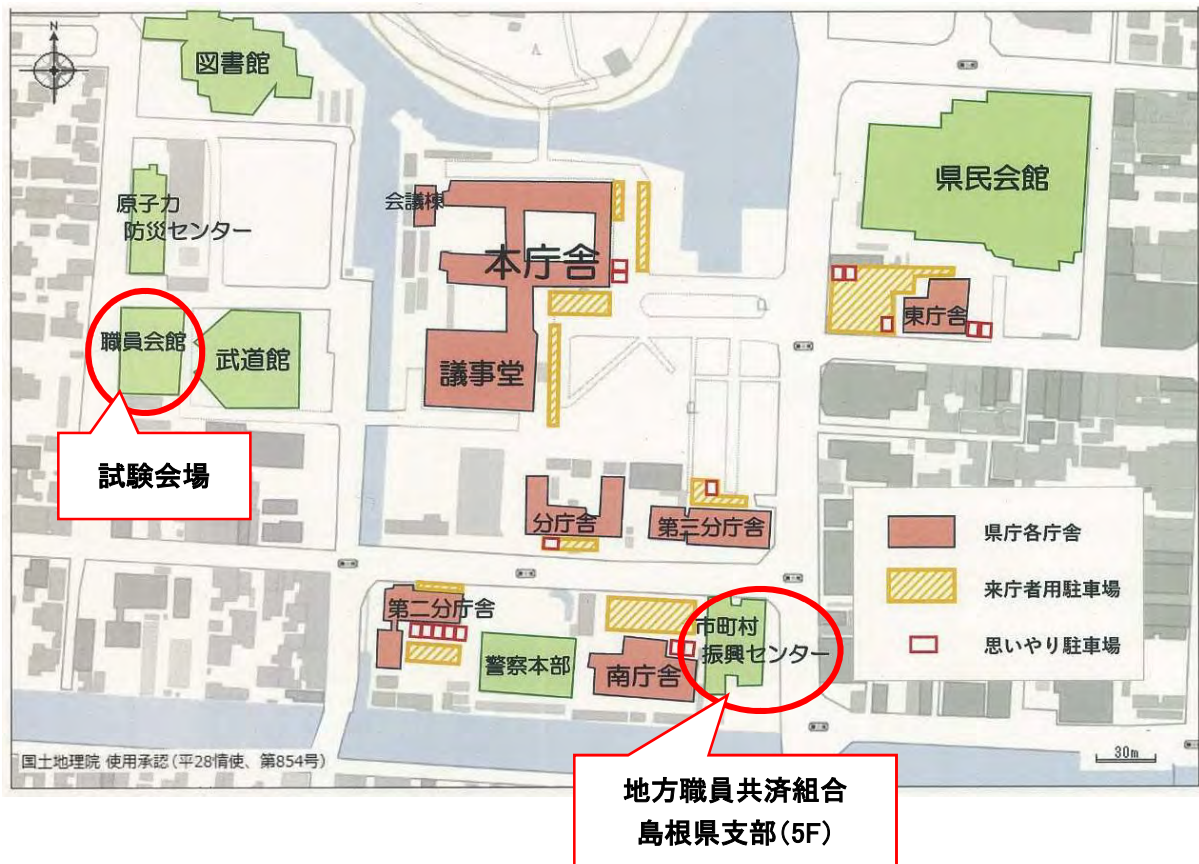 N
図書館
原子力
防災センター
会議棟
本庁舎
県民会館
東庁舎
職員会館
武道館
議事堂
試験会場
分庁舎
第三分庁舎
県庁各庁舎
来庁者用駐車場
思いやり駐車場
第二分庁舎
警察本部
南庁舎
市町村
振興センター
国土地理院 使用承認(平28情使、第854号)
30m
地方職員共済組合
島根県支部(5F)